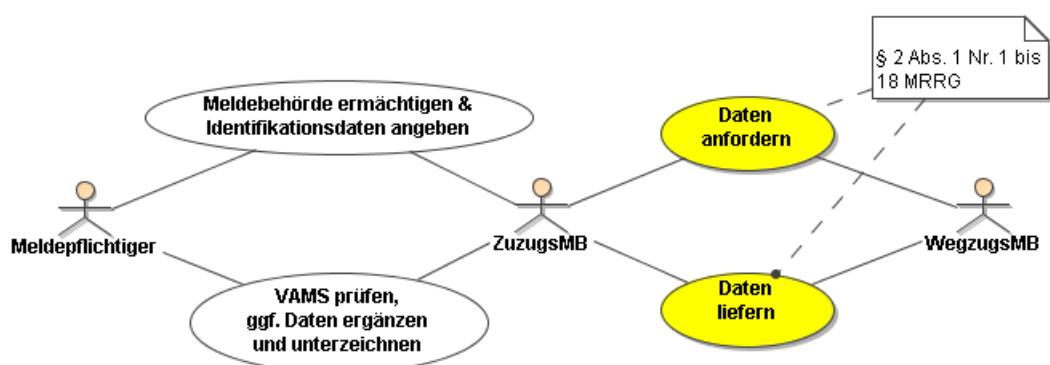 § 2 Abs. 1 Nr. 1 bis
18 MRRG
Meldebehörde ermächtigen &
Identifikationsdaten angeben
Daten
anfordern
Meldepflichtiger
ZuzugsMB
WegzugsMB
VAMS prüfen,
ggf. Daten ergänzen
und unterzeichnen
Daten
liefern